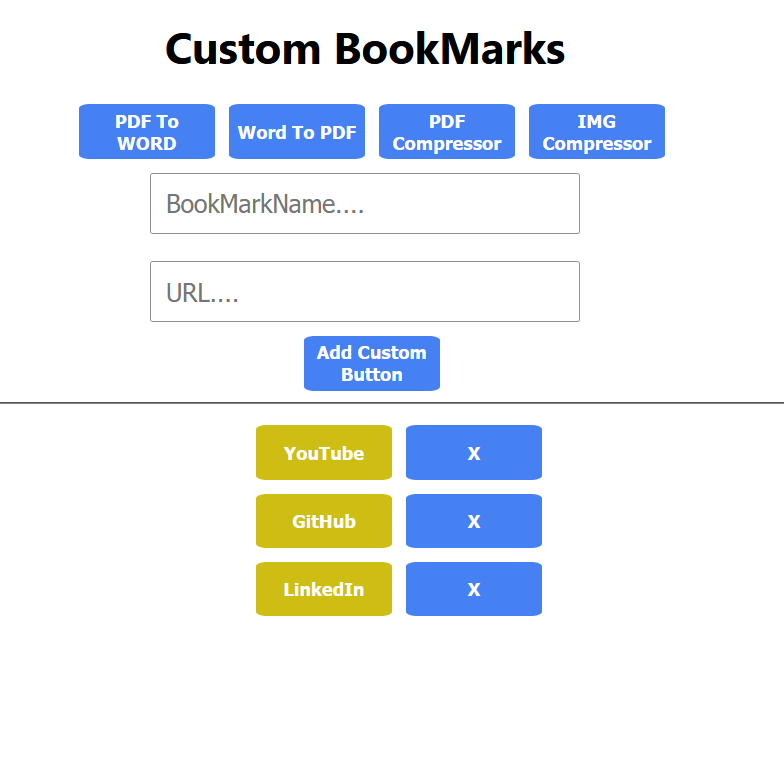 Custom BookMarks
PDF To
WORD
Word To PDF
PDF
Compressor
IMG
Compressor
BookMarkName....
URL....
Add Custom
Button
YouTube
X
GitHub
X
LinkedIn
X